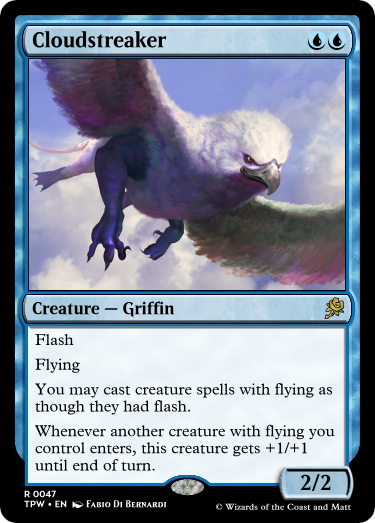 Cloudstreaker
Creature — Griffin
Flash
Flying
You may cast creature spells with flying as
though they had flash.
Whenever another creature with flying you
control enters, this creature gets +1/+1
until end of turn.
2/2
R 0047
TPW • EN Fabio Di Bernardi
© Wizards of the Coast and Matt